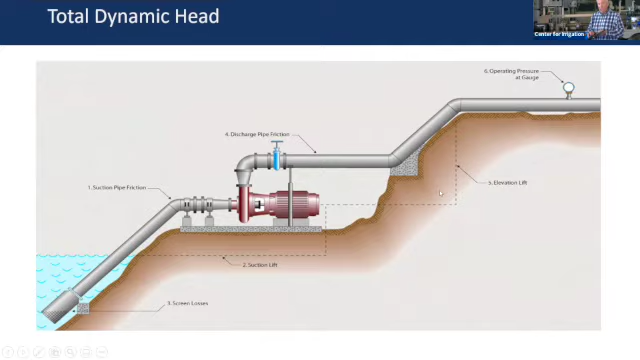 Total Dynamic Head
Center for Irrigation
6. Operating Pressure
at Gauge
4. Discharge Pipe Friction
1. Suction Pipe Friction
5. Elevation Lift
2. Suction Lift
3. Screen Losses